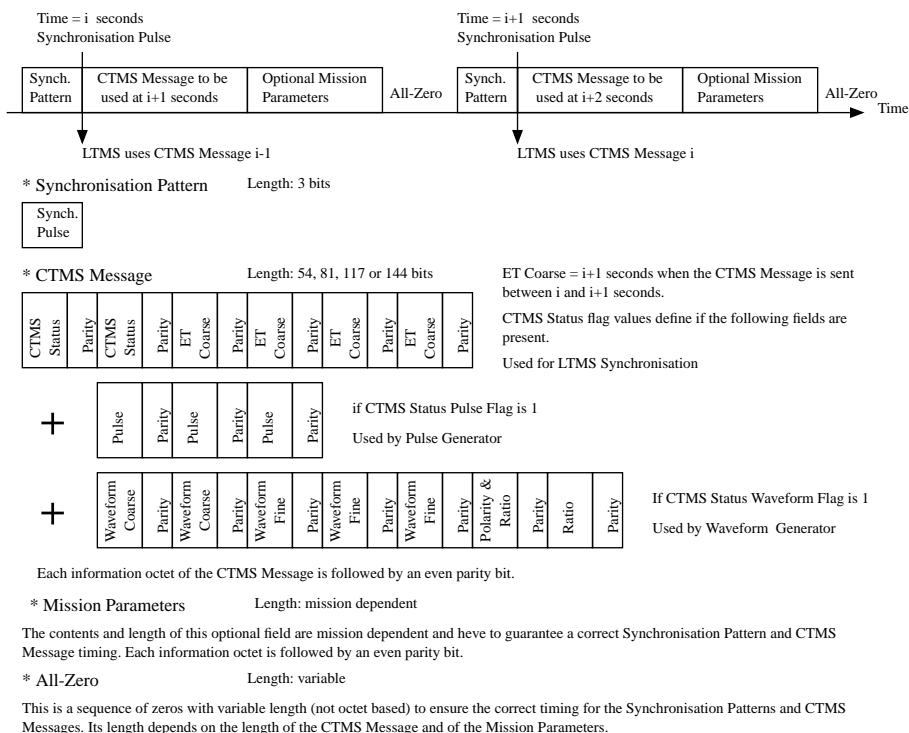 Time = i seconds
Synchronisation Pulse
Time = i+1 seconds
Synchronisation Pulse
Synch.
Pattern
CTMS Message to be
used at i+1 seconds
Optional Mission
Parameters
All-Zero
Synch.
Pattern
CTMS Message to be
used at i+2 seconds
Optional Mission
Parameters
All-Zero
Time
LTMS uses CTMS Message i-1
LTMS uses CTMS Message i
* Synchronisation Pattern Length: 3 bits
Synch.
Pulse
* CTMS Message Length: 54, 81, 117 or 144 bits
ET Coarse = i+1 seconds when the CTMS Message is sent
between i and i+1 seconds.
CTMS Status flag values define if the following fields are
present.
Used for LTMS Synchronisation
CTMS
Status
Parity
CTMS
Status
Parity
ET
Coarse
Parity
ET
Coarse
Parity
ET
Coarse
Parity
ET
Coarse
Parity
+
Pulse
Parity
Pulse
Parity
Pulse
Parity
if CTMS Status Pulse Flag is 1
Used by Pulse Generator
+
Waveform
Coarse
Parity
Waveform
Coarse
Parity
Waveform
Fine
Parity
Waveform
Fine
Parity
Waveform
Fine
Parity
Polarity &
Ratio
Parity
Ratio
Parity
If CTMS Status Waveform Flag is 1
Used by Waveform Generator
Each information octet of the CTMS Message is followed by an even parity bit.
* Mission Parameters Length: mission dependent
The contents and length of this optional field are mission dependent and heve to guarantee a correct Synchronisation Pattern and CTMS
Message timing. Each information octet is followed by an even parity bit.
* All-Zero Length: variable
This is a sequence of zeros with variable length (not octet based) to ensure the correct timing for the Synchronisation Patterns and CTMS
Messages. Its length depends on the length of the CTMS Message and of the Mission Parameters.